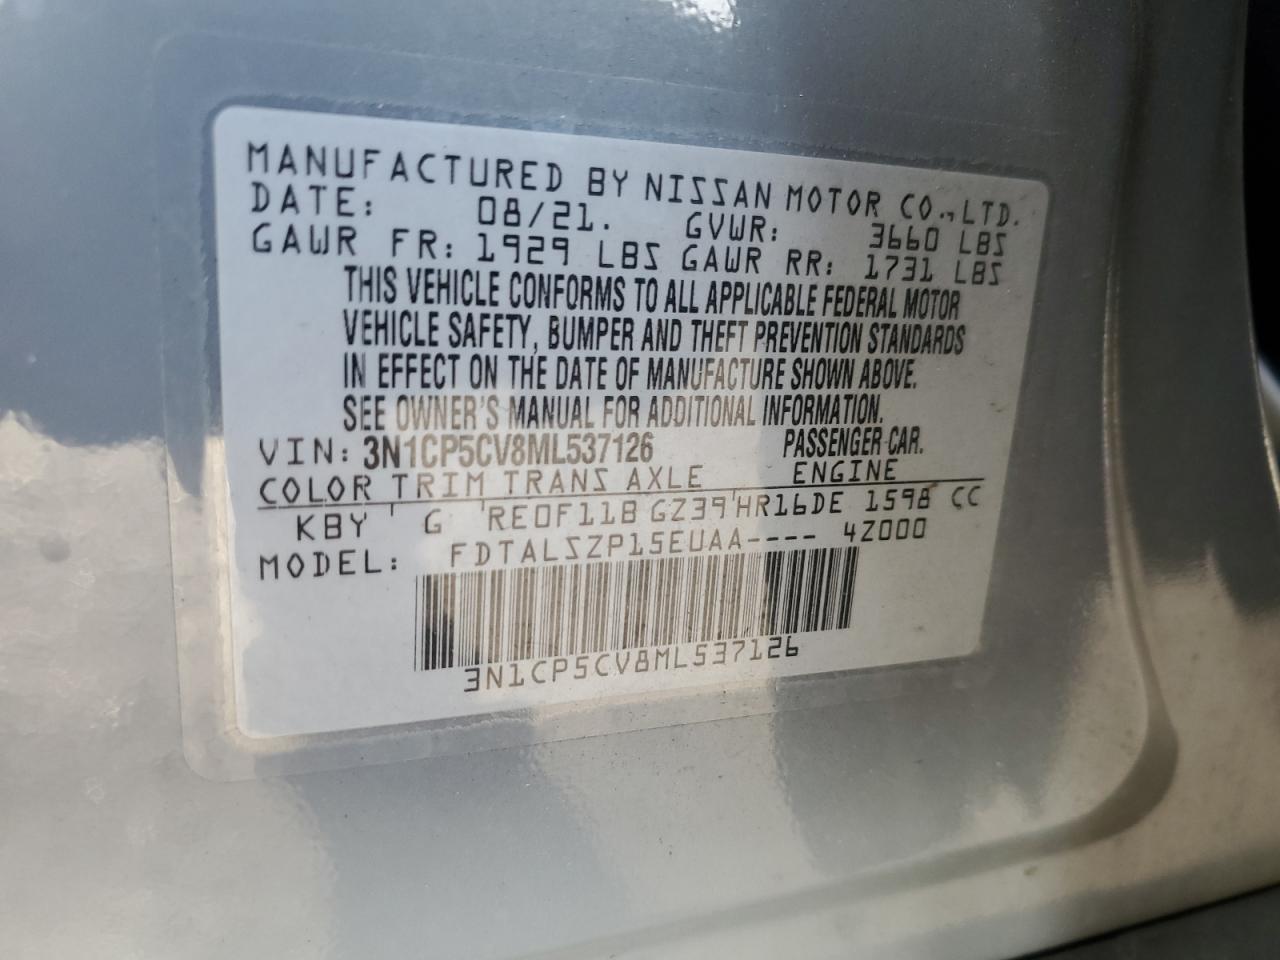 MANUFACTURED BY NISSAN MOTOR CO., LTD.
DATE: 08/21. GVWR: 3660 LBS
GAWR FR: 1929 LBS GAWR RR: 1731 LBS
THIS VEHICLE CONFORMS TO ALL APPLICABLE FEDERAL MOTOR
VEHICLE SAFETY, BUMPER AND THEFT PREVENTION STANDARDS
IN EFFECT ON THE DATE OF MANUFACTURE SHOWN ABOVE.
SEE OWNER'S MANUAL FOR ADDITIONAL INFORMATION.
VIN: 3N1CP5CV8ML537126 PASSENGER CAR.
COLOR TRIM TRANS AXLE ENGINE
KBY ' G ' RE0F11B GZ39 ' HR16DE 1598 CC
MODEL: FDTALSZP15EUAA---- 4Z000
3N1CP5CV8ML537126